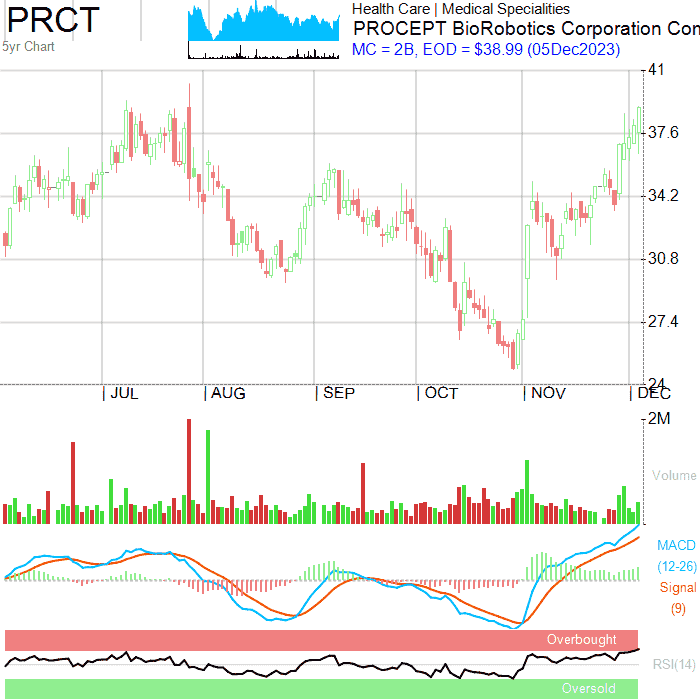 PRCT
5yr Chart
Health Care | Medical Specialities
PROCEPT BioRobotics Corporation Con
MC = 2B, EOD = $38.99 (05Dec2023)
41
37.6
34.2
30.8
27.4
24
| JUL | AUG | SEP | OCT | NOV | DEC
2M
Volume
MACD
(12-26)
Signal
(9)
Overbought
RSI(14)
Oversold